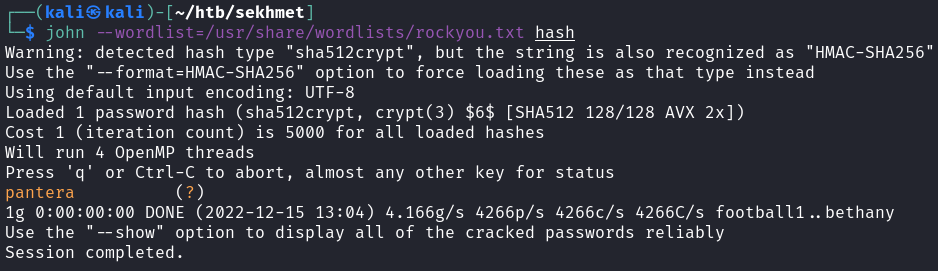 ┌──(kali㉿kali)-[~/htb/sekhmet]
└─$ john --wordlist=/usr/share/wordlists/rockyou.txt hash
Warning: detected hash type "sha512crypt", but the string is also recognized as "HMAC-SHA256"
Use the "--format=HMAC-SHA256" option to force loading these as that type instead
Using default input encoding: UTF-8
Loaded 1 password hash (sha512crypt, crypt(3) $6$ [SHA512 128/128 AVX 2x])
Cost 1 (iteration count) is 5000 for all loaded hashes
Will run 4 OpenMP threads
Press 'q' or Ctrl-C to abort, almost any other key for status
pantera          (?)
1g 0:00:00:00 DONE (2022-12-15 13:04) 4.166g/s 4266p/s 4266c/s 4266C/s football1..bethany
Use the "--show" option to display all of the cracked passwords reliably
Session completed.